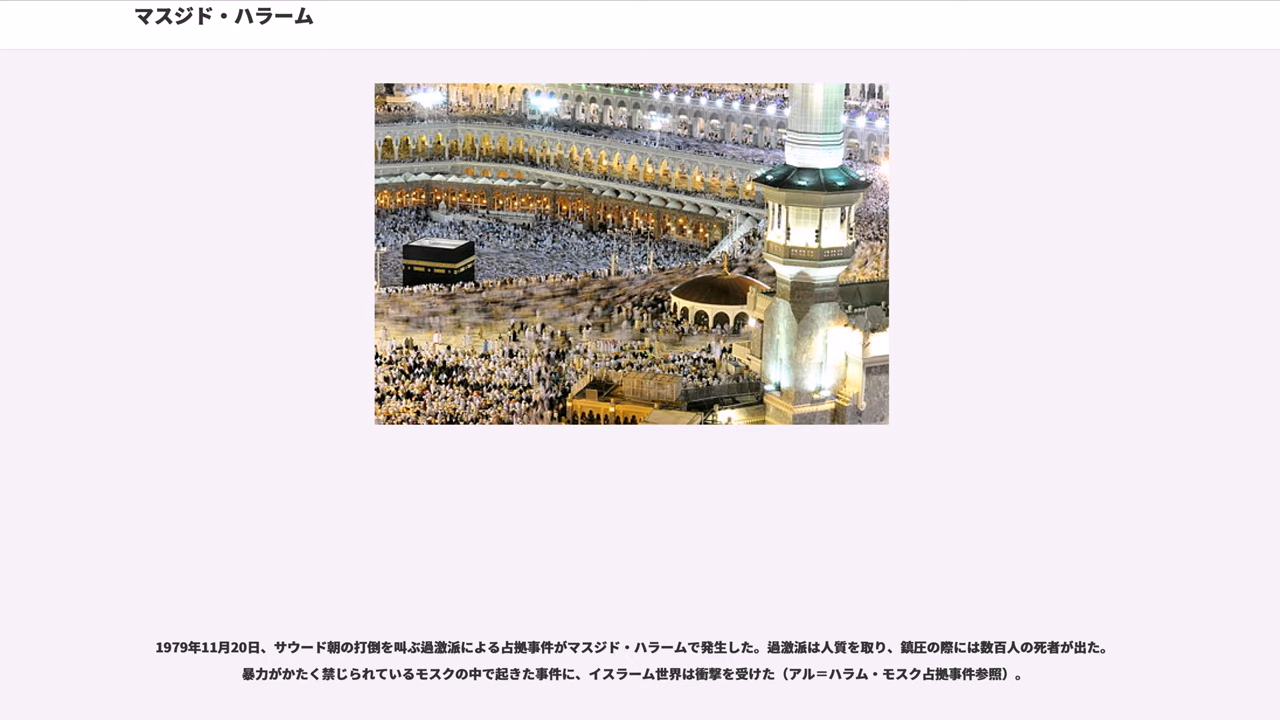 マスジド・ハラーム
1979年11月20日、サウード朝の打倒を叫ぶ過激派による占拠事件がマスジド・ハラームで発生した。過激派は人質を取り、鎮圧の際には数百人の死者が出た。
暴力がかたく禁じられているモスクの中で起きた事件に、イスラーム世界は衝撃を受けた（アル＝ハラム・モスク占拠事件参照）。